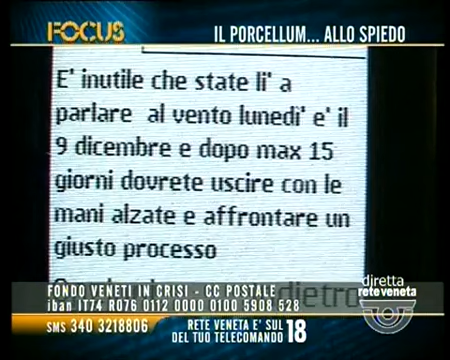 FOCUS
IL PORCELLUM... ALLO SPIEDO
E' inutile che state li' a
parlare al vento lunedi' e' il
9 dicembre e dopo max 15
giorni dovrete uscire con le
mani alzate e affrontare un
giusto processo
dietro
FONDO VENETI IN CRISI - CC POSTALE
iban IT74 R076 0112 0000 0100 5908 528
diretta
reteveneta
SMS 340 3218806
RETE VENETA E' SUL
DEL TUO TELECOMANDO 18